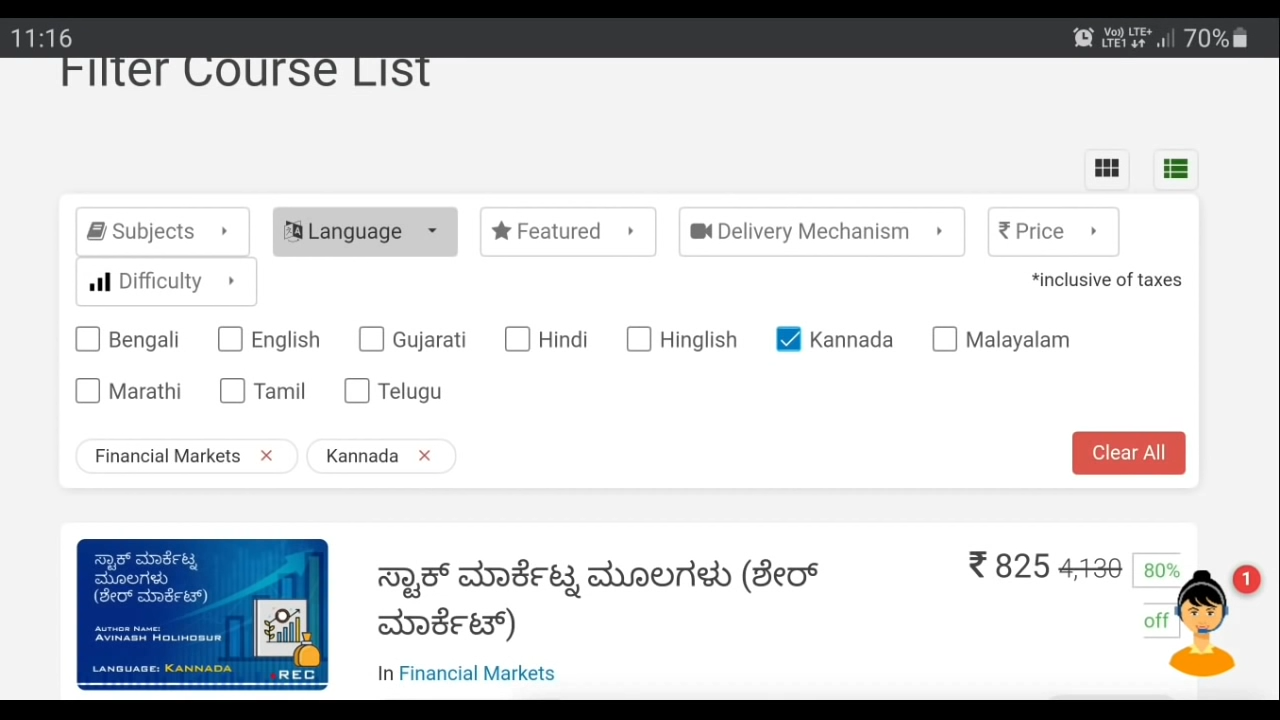 11:16
Vo) LTE+
LTE1
70%
Filter Course List
Subjects
Language
Featured
Delivery Mechanism
₹ Price
Difficulty
*inclusive of taxes
Bengali
English
Gujarati
Hindi
Hinglish
Kannada
Malayalam
Marathi
Tamil
Telugu
Financial Markets ×
Kannada ×
Clear All
ಸ್ಟಾಕ್ ಮಾರ್ಕೆಟ್ನ
ಮೂಲಗಳು
(ಶೇರ್ ಮಾರ್ಕೆಟ್)
AUTHOR NAME:
AVINASH HOLIHOSUR
LANGUAGE: KANNADA
REC
ಸ್ಟಾಕ್ ಮಾರ್ಕೆಟ್ನ ಮೂಲಗಳು (ಶೇರ್
ಮಾರ್ಕೆಟ್)
In Financial Markets
₹ 825 4,130 80%
off
1